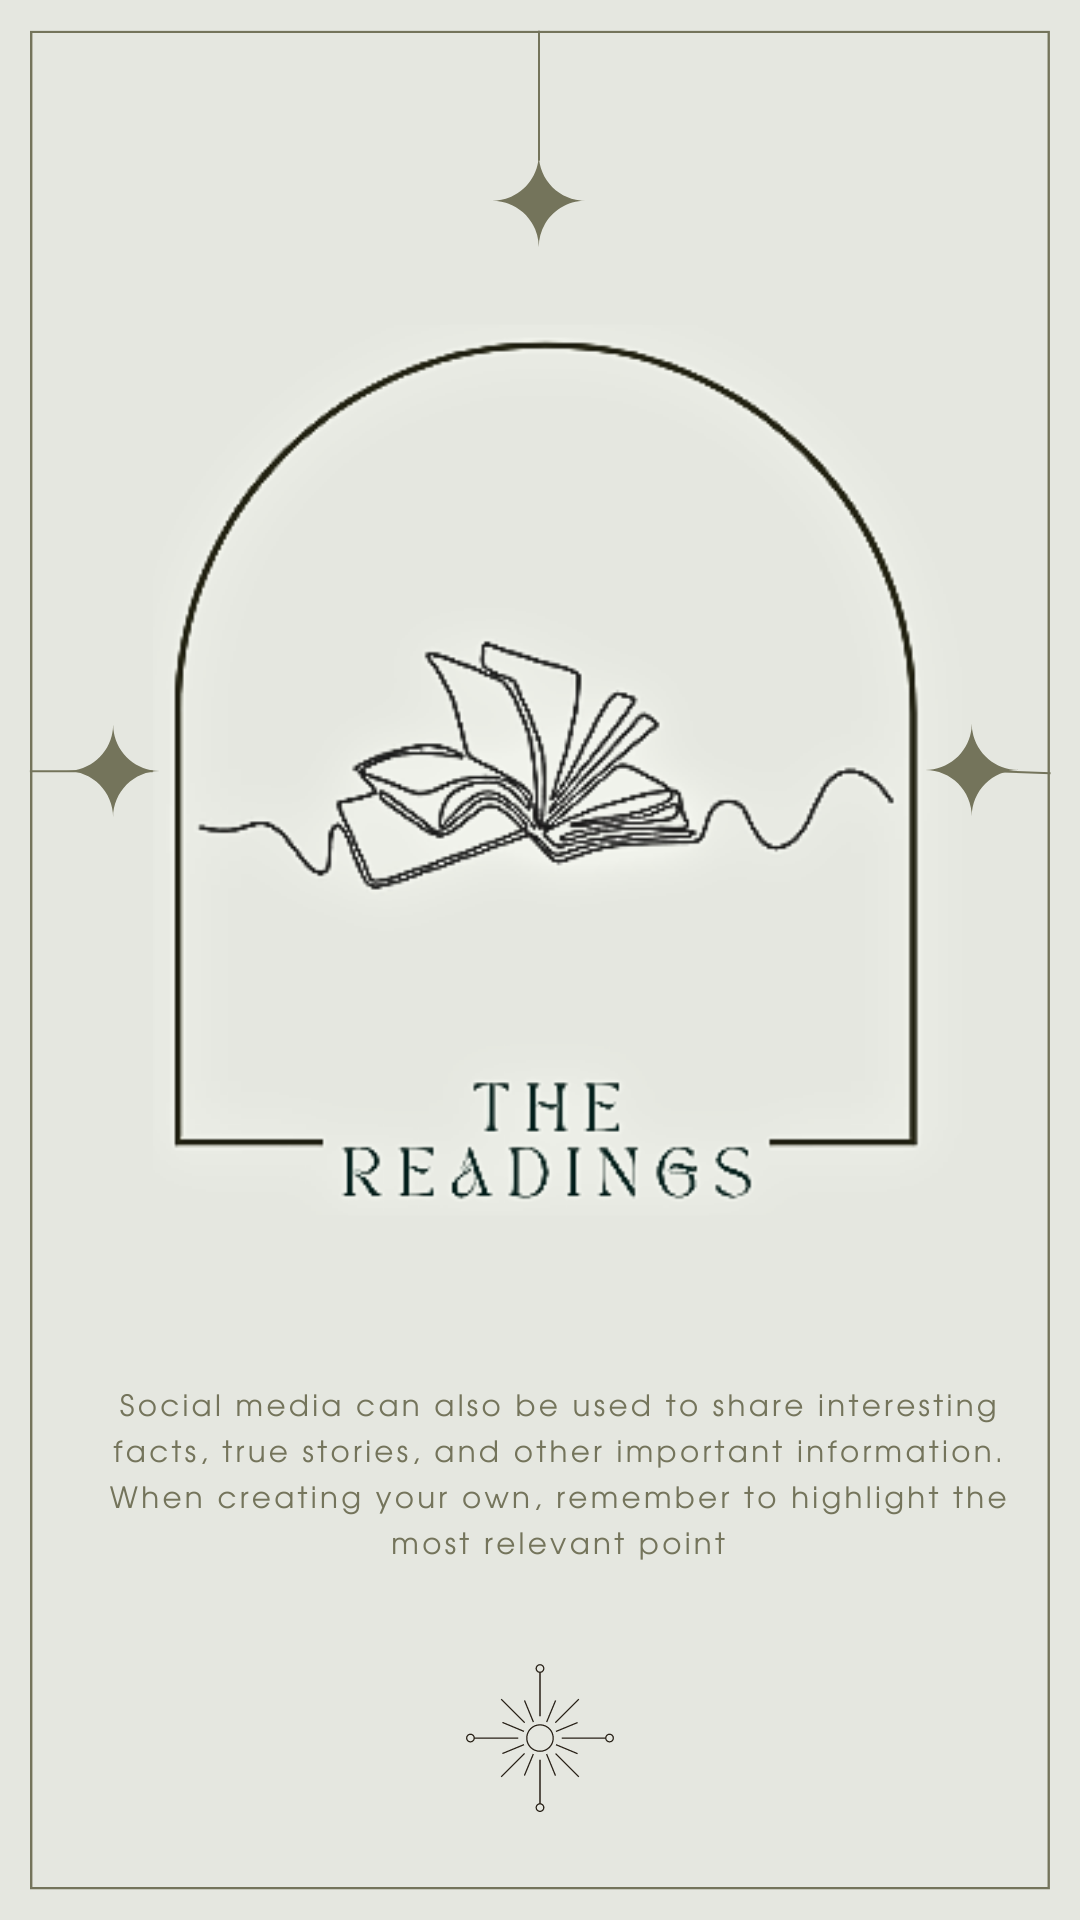 THE
READINGS
Social media can also be used to share interesting
facts, true stories, and other important information.
When creating your own, remember to highlight the
most relevant point